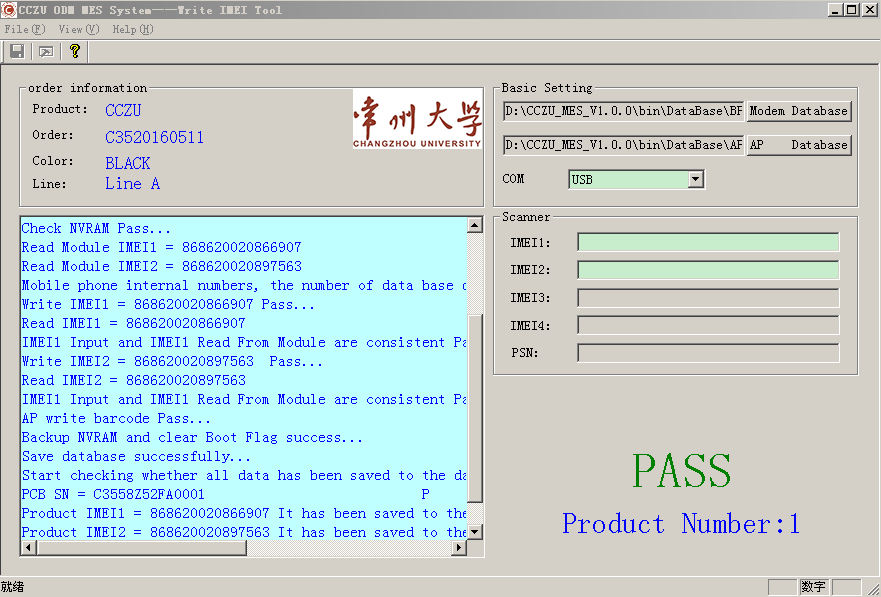 CCZU ODM MES System——Write IMEI Tool
File(F) View(V) Help(H)
order information
Product: CCZU
Order: C3520160511
Color: BLACK
Line: Line A
常州大学
CHANGZHOU UNIVERSITY
Basic Setting
D:\CCZU_MES_V1.0.0\bin\DataBase\BF Modem Database
D:\CCZU_MES_V1.0.0\bin\DataBase\AF AP Database
COM USB
Check NVRAM Pass...
Read Module IMEI1 = 868620020866907
Read Module IMEI2 = 868620020897563
Mobile phone internal numbers, the number of data base c
Write IMEI1 = 868620020866907 Pass...
Read IMEI1 = 868620020866907
IMEI1 Input and IMEI1 Read From Module are consistent Pa
Write IMEI2 = 868620020897563 Pass...
Read IMEI2 = 868620020897563
IMEI1 Input and IMEI1 Read From Module are consistent Pa
AP write barcode Pass...
Backup NVRAM and clear Boot Flag success...
Save database successfully...
Start checking whether all data has been saved to the da
PCB SN = C3558Z52FA0001 P
Product IMEI1 = 868620020866907 It has been saved to the
Product IMEI2 = 868620020897563 It has been saved to the
Scanner
IMEI1:
IMEI2:
IMEI3:
IMEI4:
PSN:
PASS
Product Number:1
就绪
数字